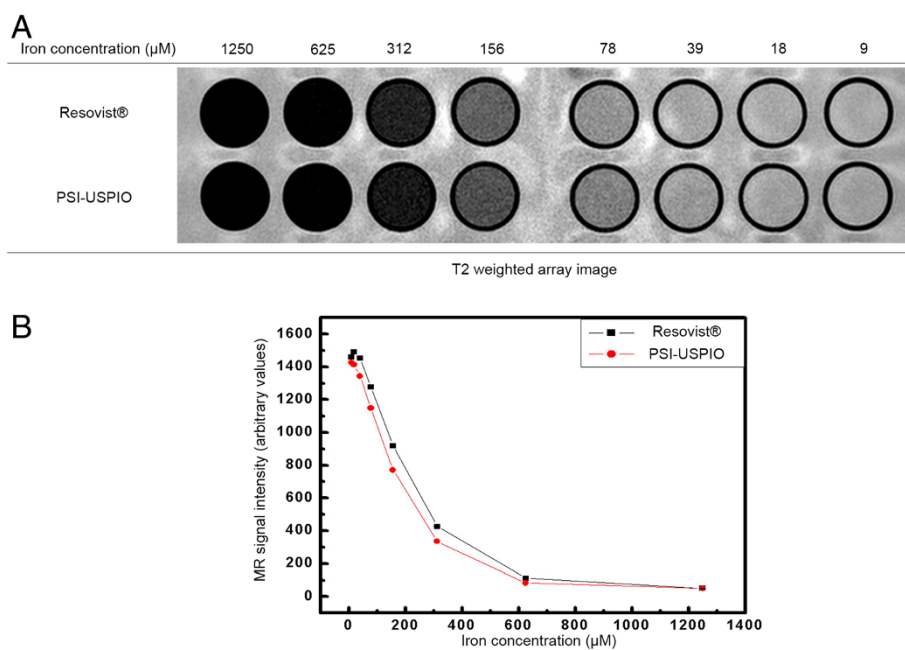 A
Iron concentration (µM) 1250 625 312 156 78 39 18 9
Resovist®
PSI-USPIO
T2 weighted array image
B
MR signal intensity (arbitrary values)
1600
1400
1200
1000
800
600
400
200
0
Resovist®
PSI-USPIO
0 200 400 600 800 1000 1200 1400
Iron concentration (µM)